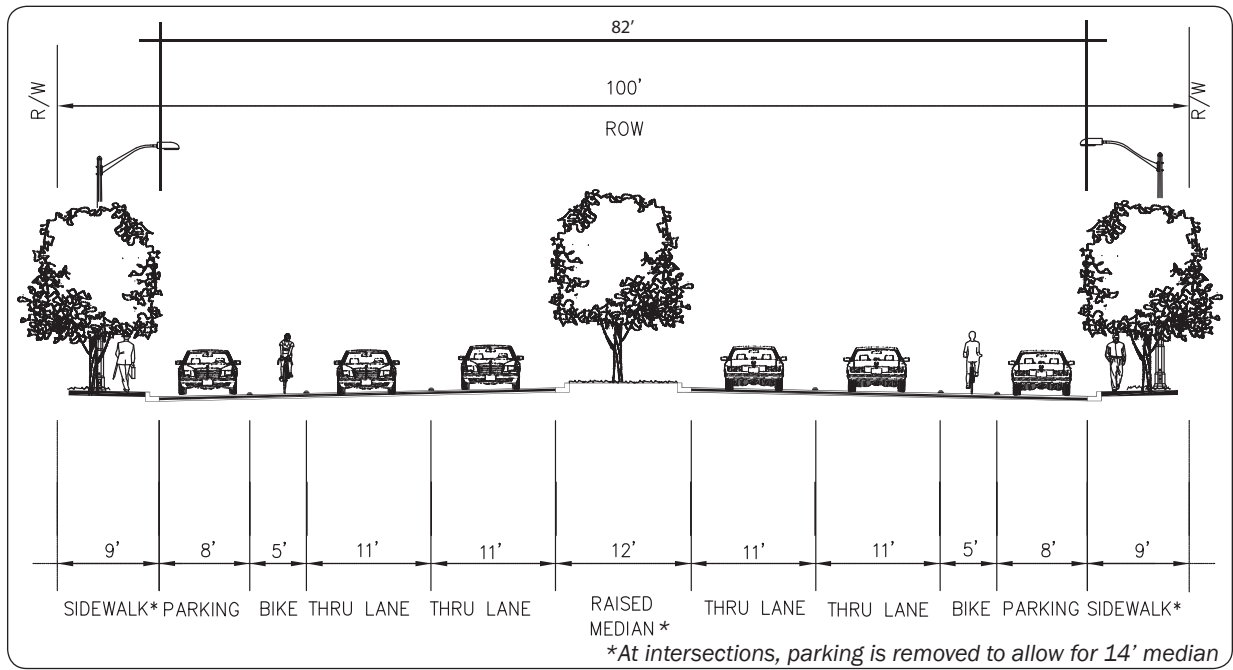 82’
100’
ROW
R/W
R/W
9’ 8’ 5’ 11’ 11’ 12’ 11’ 11’ 5’ 8’ 9’
SIDEWALK* PARKING BIKE THRU LANE THRU LANE RAISED THRU LANE THRU LANE BIKE PARKING SIDEWALK*
MEDIAN*
*At intersections, parking is removed to allow for 14’ median